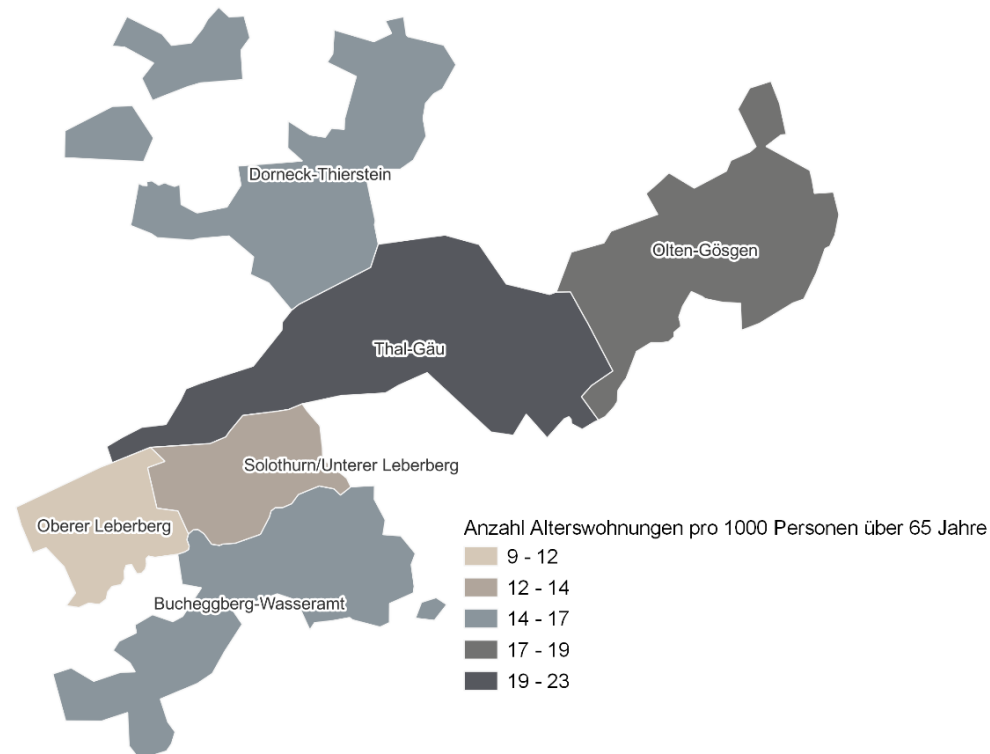 Dorneck-Thierstein
Olten-Gösgen
Thal-Gäu
Solothurn/Unterer Leberberg
Oberer Leberberg
Bucheggberg-Wasseramt
Anzahl Alterswohnungen pro 1000 Personen über 65 Jahre
9 - 12
12 - 14
14 - 17
17 - 19
19 - 23